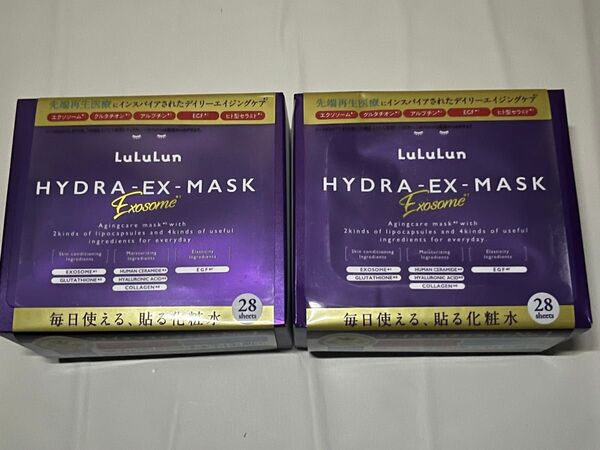 先端再生医療にインスパイアされたデイリーエイジングケア
エクソソーム グルタチオン アルブチン EGF ヒト型セラミド
LuLuLun
HYDRA-EX-MASK
Exosome
Agingcare mask with
2kinds of lipocapsules and 4kinds of useful
ingredients for everyday.
Skin conditioning Ingredients
Moisturising Ingredients
Elasticity Ingredients
EXOSOME HUMAN CERAMIDE EGF
GLUTATHIONE HYALURONIC ACID
COLLAGEN
28 sheets
毎日使える、貼る化粧水
先端再生医療にインスパイアされたデイリーエイジングケア
エクソソーム グルタチオン アルブチン EGF ヒト型セラミド
LuLuLun
HYDRA-EX-MASK
Exosome
Agingcare mask with
2kinds of lipocapsules and 4kinds of useful
ingredients for everyday.
Skin conditioning Ingredients
Moisturising Ingredients
Elasticity Ingredients
EXOSOME HUMAN CERAMIDE EGF
GLUTATHIONE HYALURONIC ACID
COLLAGEN
28 sheets
毎日使える、貼る化粧水